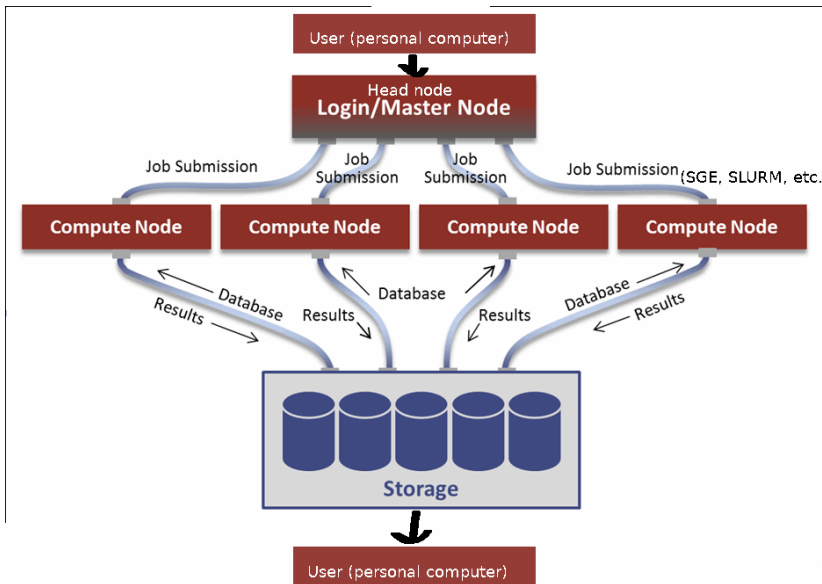 User (personal computer)
Head node
Login/Master Node
Job Submission
Job
Submission
Job
Submission
Job Submission
(SGE, SLURM, etc.
Compute Node
Compute Node
Compute Node
Compute Node
Database
Results
Database
Results
Results
Database
Results
Storage
User (personal computer)